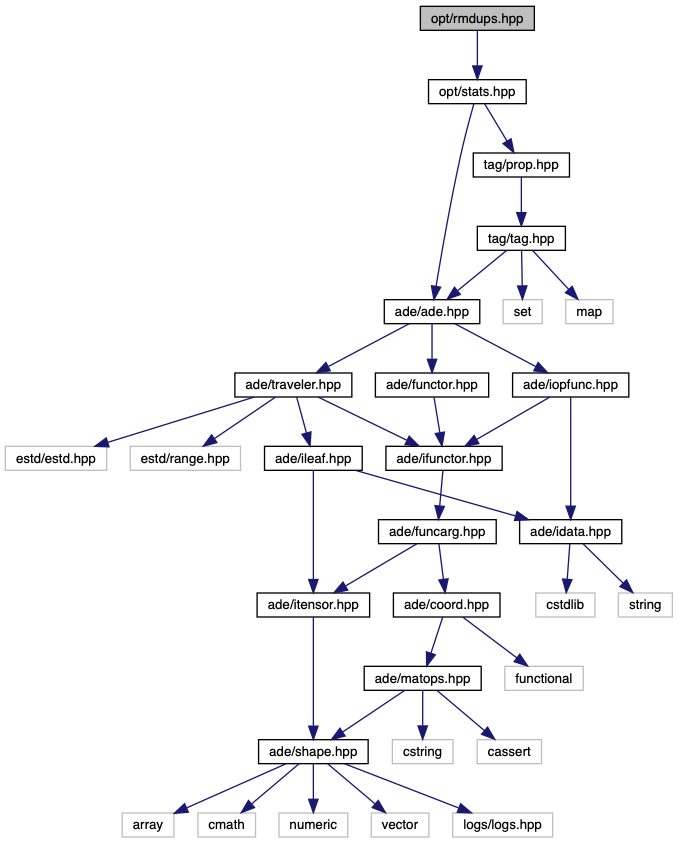 opt/rmdups.hpp
opt/stats.hpp
tag/prop.hpp
tag/tag.hpp
ade/ade.hpp
set
map
ade/traveler.hpp
ade/functor.hpp
ade/iopfunc.hpp
estd/estd.hpp
estd/range.hpp
ade/ileaf.hpp
ade/ifunctor.hpp
ade/funcarg.hpp
ade/idata.hpp
ade/itensor.hpp
ade/coord.hpp
cstdlib
string
ade/matops.hpp
functional
ade/shape.hpp
cstring
cassert
array
cmath
numeric
vector
logs/logs.hpp